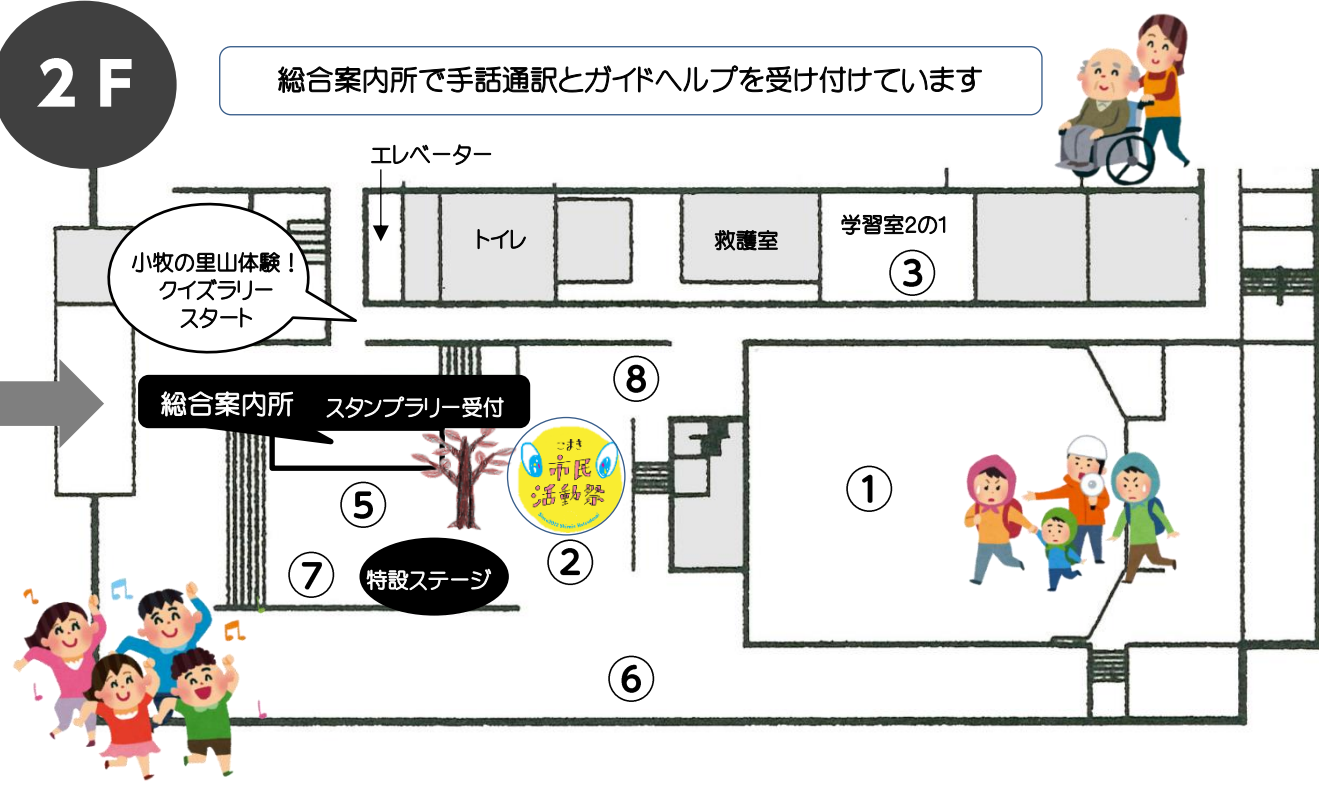 2 F
総合案内所で手話通訳とガイドヘルプを受け付けています
エレベーター
トイレ
救護室
学習室2の1
③
小牧の里山体験!
クイズラリー
スタート
⑧
総合案内所 スタンプラリー受付
こまき
市民
活動祭
①
⑤
②
⑦
特設ステージ
⑥